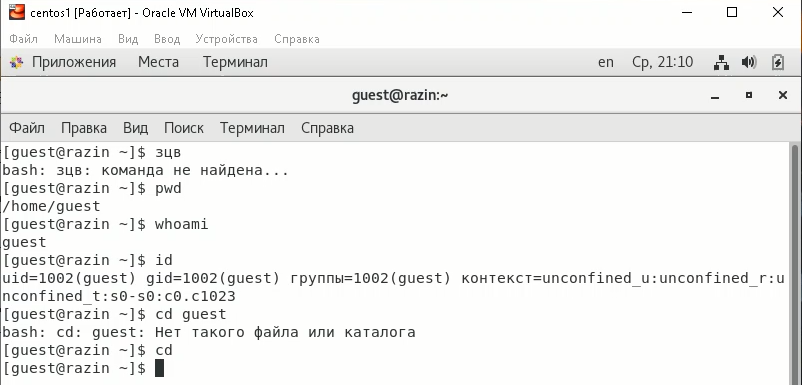 centos1 [Работает] - Oracle VM VirtualBox
Файл Машина Вид Ввод Устройства Справка
Приложения Места Терминал en Ср, 21:10
guest@razin:~
Файл Правка Вид Поиск Терминал Справка
[guest@razin ~]$ зцв
bash: зцв: команда не найдена...
[guest@razin ~]$ pwd
/home/guest
[guest@razin ~]$ whoami
guest
[guest@razin ~]$ id
uid=1002(guest) gid=1002(guest) группы=1002(guest) контекст=unconfined_u:unconfined_r:u
nconfined_t:s0-s0:c0.c1023
[guest@razin ~]$ cd guest
bash: cd: guest: Нет такого файла или каталога
[guest@razin ~]$ cd
[guest@razin ~]$